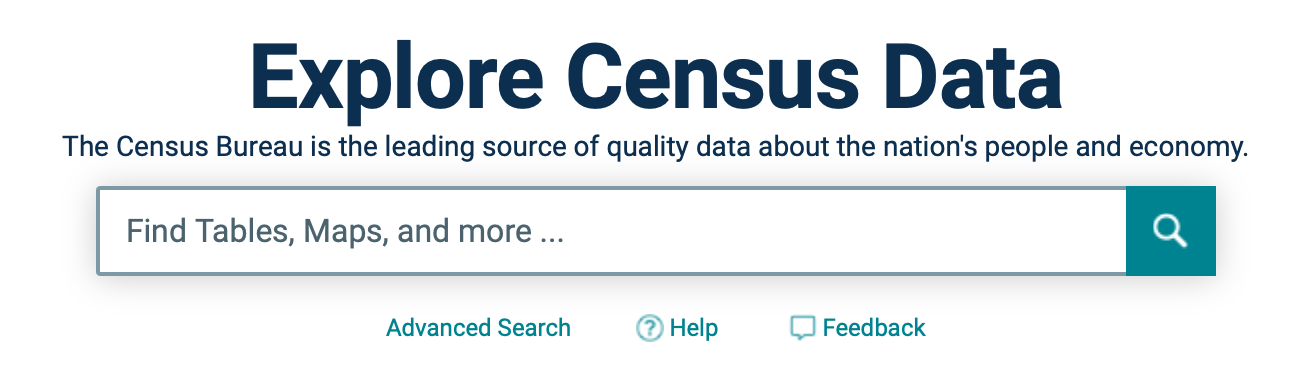 Explore Census Data
The Census Bureau is the leading source of quality data about the nation's people and economy.
Find Tables, Maps, and more ...
Advanced Search ? Help Feedback